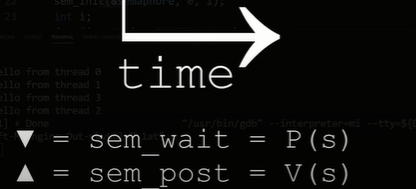 sem_init(&semaphore, 0, 1);
int i;
ello from thread 0
ello from thread 1
ello from thread 3
ello from thread 2
] + Done "/usr/bin/gdb" --interpreter=mi --tty=${D
time
▼ = sem_wait = P(s)
▲ = sem_post = V(s)